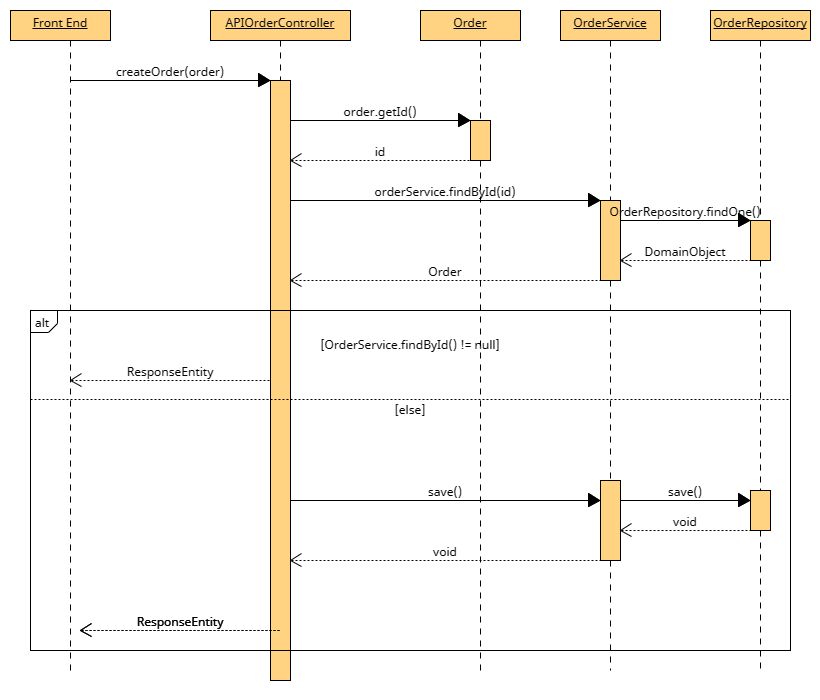 Front End
APIOrderController
Order
OrderService
OrderRepository
createOrder(order)
order.getId()
id
orderService.findById(id)
OrderRepository.findOne()
DomainObject
Order
alt
[OrderService.findById() != null]
ResponseEntity
[else]
save()
save()
void
void
ResponseEntity